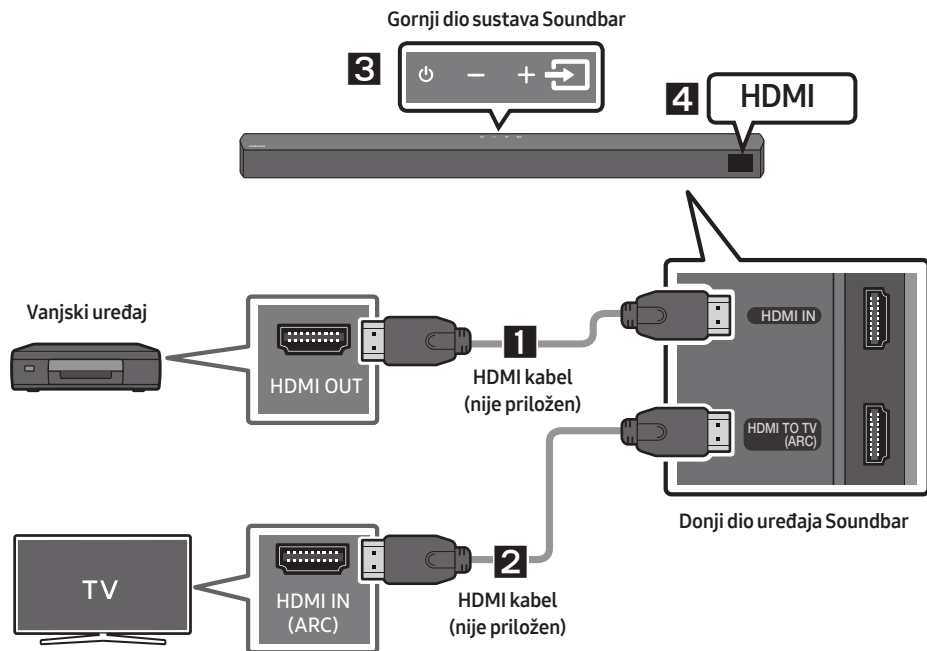 Gornji dio sustava Soundbar
3
4
HDMI
Vanjski uređaj
HDMI OUT
1
HDMI kabel
(nije priložen)
HDMI IN
HDMI TO TV
(ARC)
Donji dio uređaja Soundbar
TV
HDMI IN
(ARC)
2
HDMI kabel
(nije priložen)